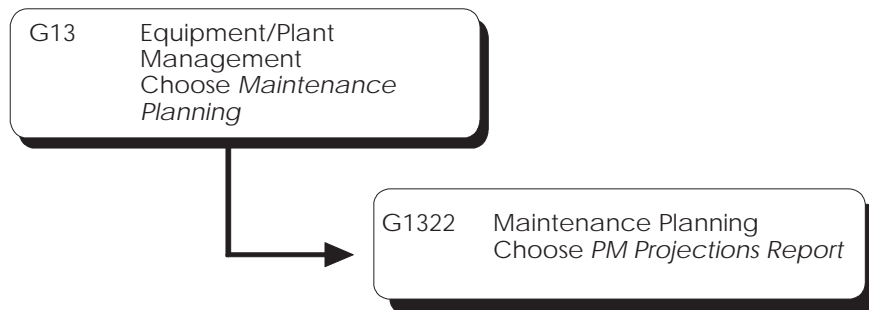 G13 Equipment/Plant
Management
Choose Maintenance
Planning
G1322 Maintenance Planning
Choose PM Projections Report